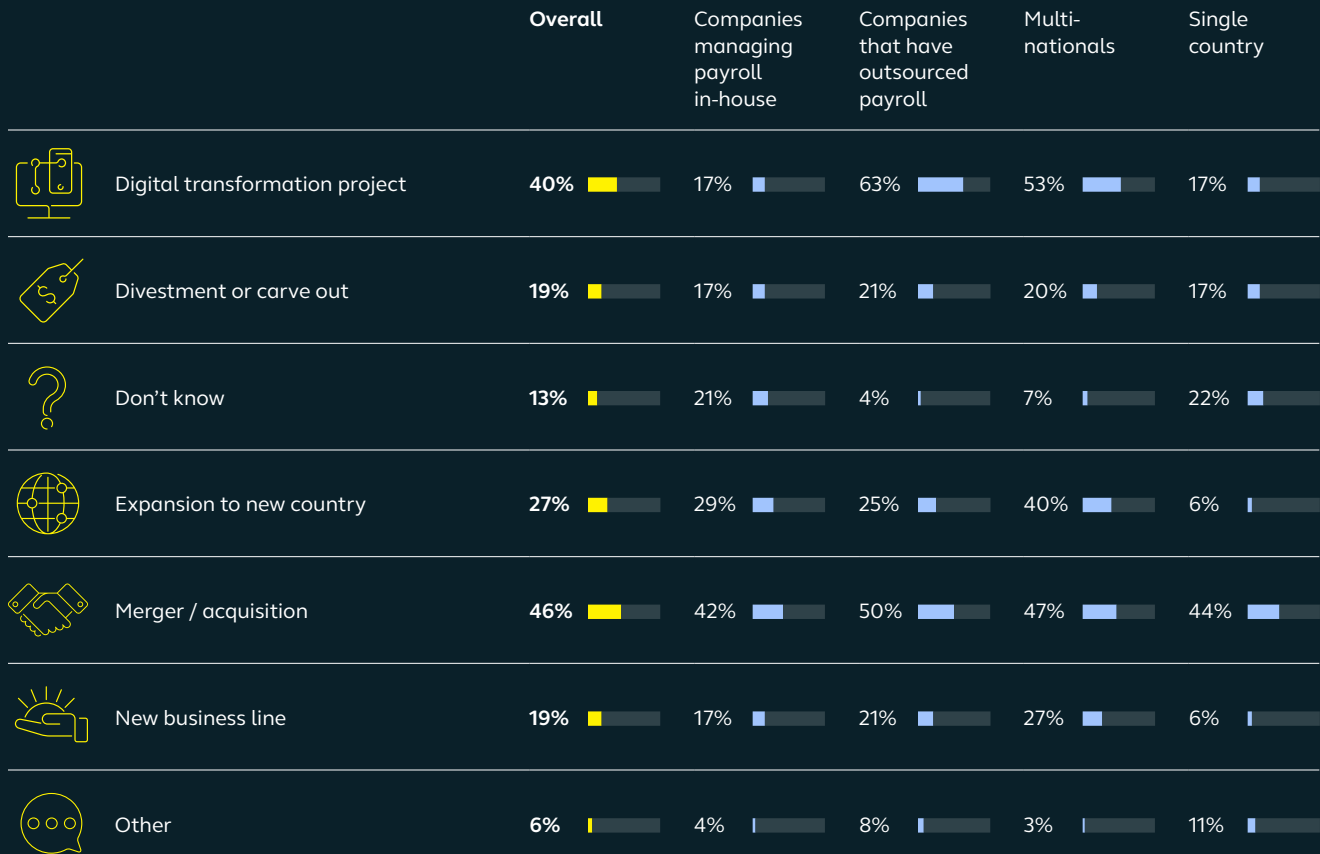 Overall
Companies
managing
payroll
in-house
Companies
that have
outsourced
payroll
Multi-
nationals
Single
country
Digital transformation project 40% 17% 63% 53% 17%
$ Divestment or carve out 19% 17% 21% 20% 17%
? Don’t know 13% 21% 4% 7% 22%
Expansion to new country 27% 29% 25% 40% 6%
Merger / acquisition 46% 42% 50% 47% 44%
New business line 19% 17% 21% 27% 6%
Other 6% 4% 8% 3% 11%